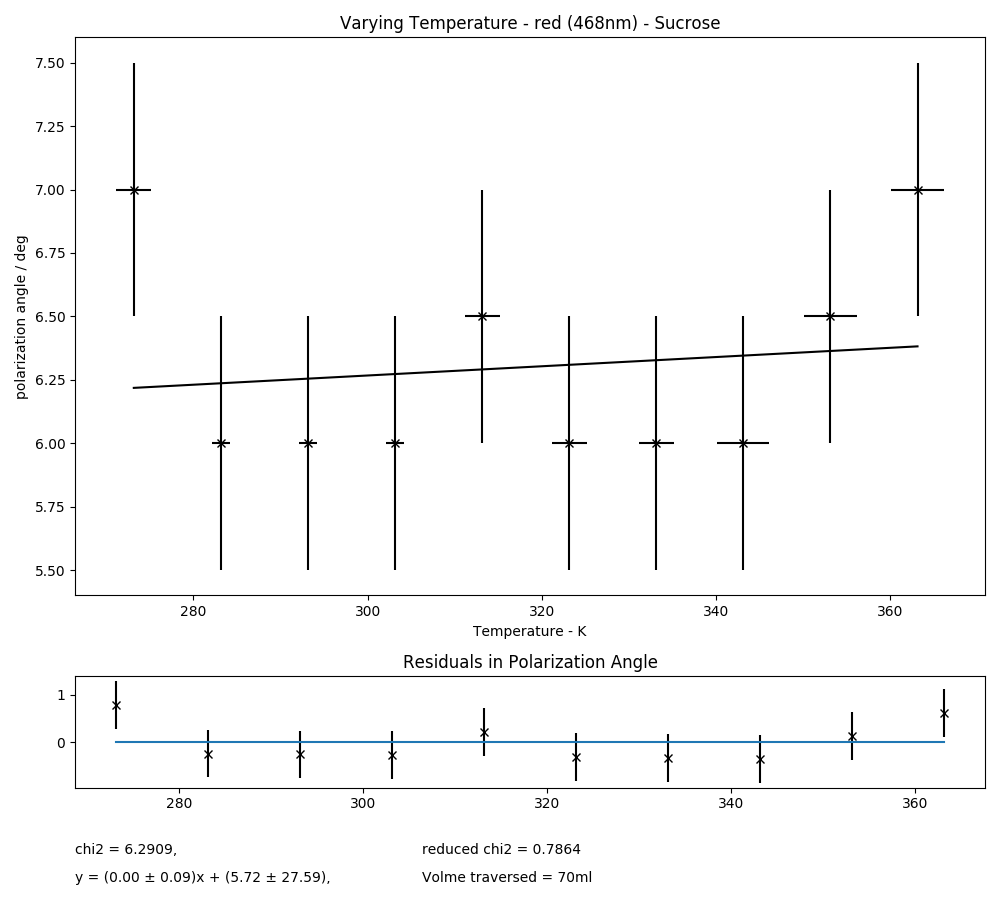 Varying Temperature - red (468nm) - Sucrose
7.50
7.25
7.00
6.75
6.50
6.25
6.00
5.75
5.50
polarization angle / deg
280 300 320 340 360
Temperature - K
Residuals in Polarization Angle
1
0
280 300 320 340 360
chi2 = 6.2909, reduced chi2 = 0.7864
y = (0.00 ± 0.09)x + (5.72 ± 27.59), Volme traversed = 70ml